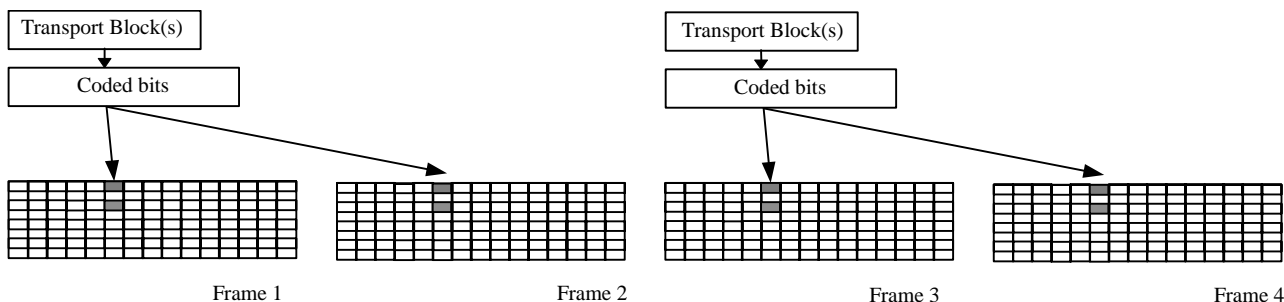 Transport Block(s)
Coded bits
Transport Block(s)
Coded bits
Frame 1
Frame 2
Frame 3
Frame 4